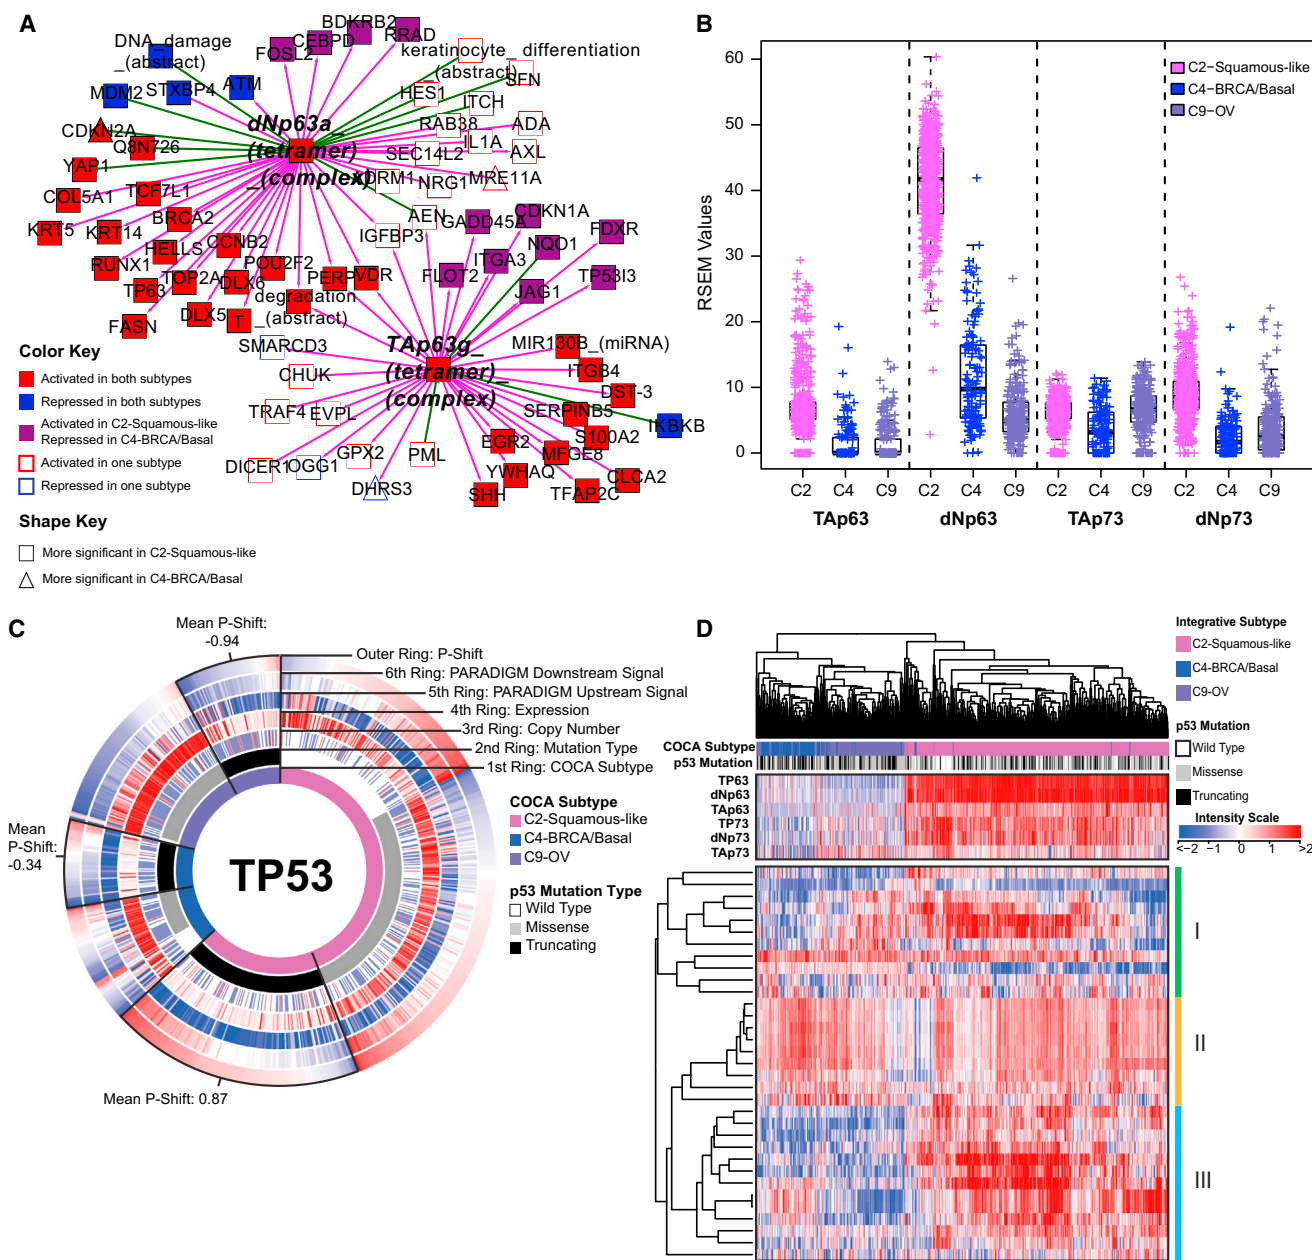 A
BDKRB2
DNA_damage
_(abstract)
FOSL2
CEBPD
RRAD
keratinocyte_differentiation
_(abstract)
SFN
MDM2
STXBP4
ATM
HES1
ITCH
CDKN2A
dNp63a_
(tetramer)
_(complex)
RAB38
ADA
Q8N726
IL1A
SEC14L2
AXL
YAP1
ADRM1
NRG1
MRE11A
COL5A1
TCF7L1
AEN
GADD45A
CDKN1A
KRT5
KRT14
BRCA2
IGFBP3
FDXR
HELLS
CCNB2
NQO1
RUNX1
TOP2A
POU2F2
ITGA3
TP63
DLX6
PERP
VDR
FLOT2
TP53I3
JAG1
degradation
_(abstract)
FASN
DLX5
T
SMARCD3
TAp63g_
(tetramer)_
(complex)
MIR130B_(miRNA)
CHUK
ITGB4
DST-3
TRAF4
EVPL
SERPINB5
IKBKB
EGR2
S100A2
DICER1
OGG1
GPX2
PML
MFGE8
YWHAQ
CLCA2
DHRS3
SHH
TFAP2C
Color Key
Activated in both subtypes
Repressed in both subtypes
Activated in C2-Squamous-like
Repressed in C4-BRCA/Basal
Activated in one subtype
Repressed in one subtype
Shape Key
More significant in C2-Squamous-like
More significant in C4-BRCA/Basal
B
RSEM Values
60
50
40
30
20
10
0
C2−Squamous-like
C4−BRCA/Basal
C9−OV
C2 C4 C9 C2 C4 C9 C2 C4 C9 C2 C4 C9
TAp63 dNp63 TAp73 dNp73
C
Mean P-Shift:
-0.94
Outer Ring: P-Shift
6th Ring: PARADIGM Downstream Signal
5th Ring: PARADIGM Upstream Signal
4th Ring: Expression
3rd Ring: Copy Number
2nd Ring: Mutation Type
1st Ring: COCA Subtype
Mean
P-Shift:
-0.34
TP53
COCA Subtype
C2-Squamous-like
C4-BRCA/Basal
C9-OV
p53 Mutation Type
Wild Type
Missense
Truncating
Mean P-Shift: 0.87
D
Integrative Subtype
C2-Squamous-like
C4-BRCA/Basal
C9-OV
p53 Mutation
Wild Type
Missense
Truncating
Intensity Scale
<−2 −1 0 1 >2
COCA Subtype
p53 Mutation
TP63
dNp63
TAp63
TP73
dNp73
TAp73
I
II
III